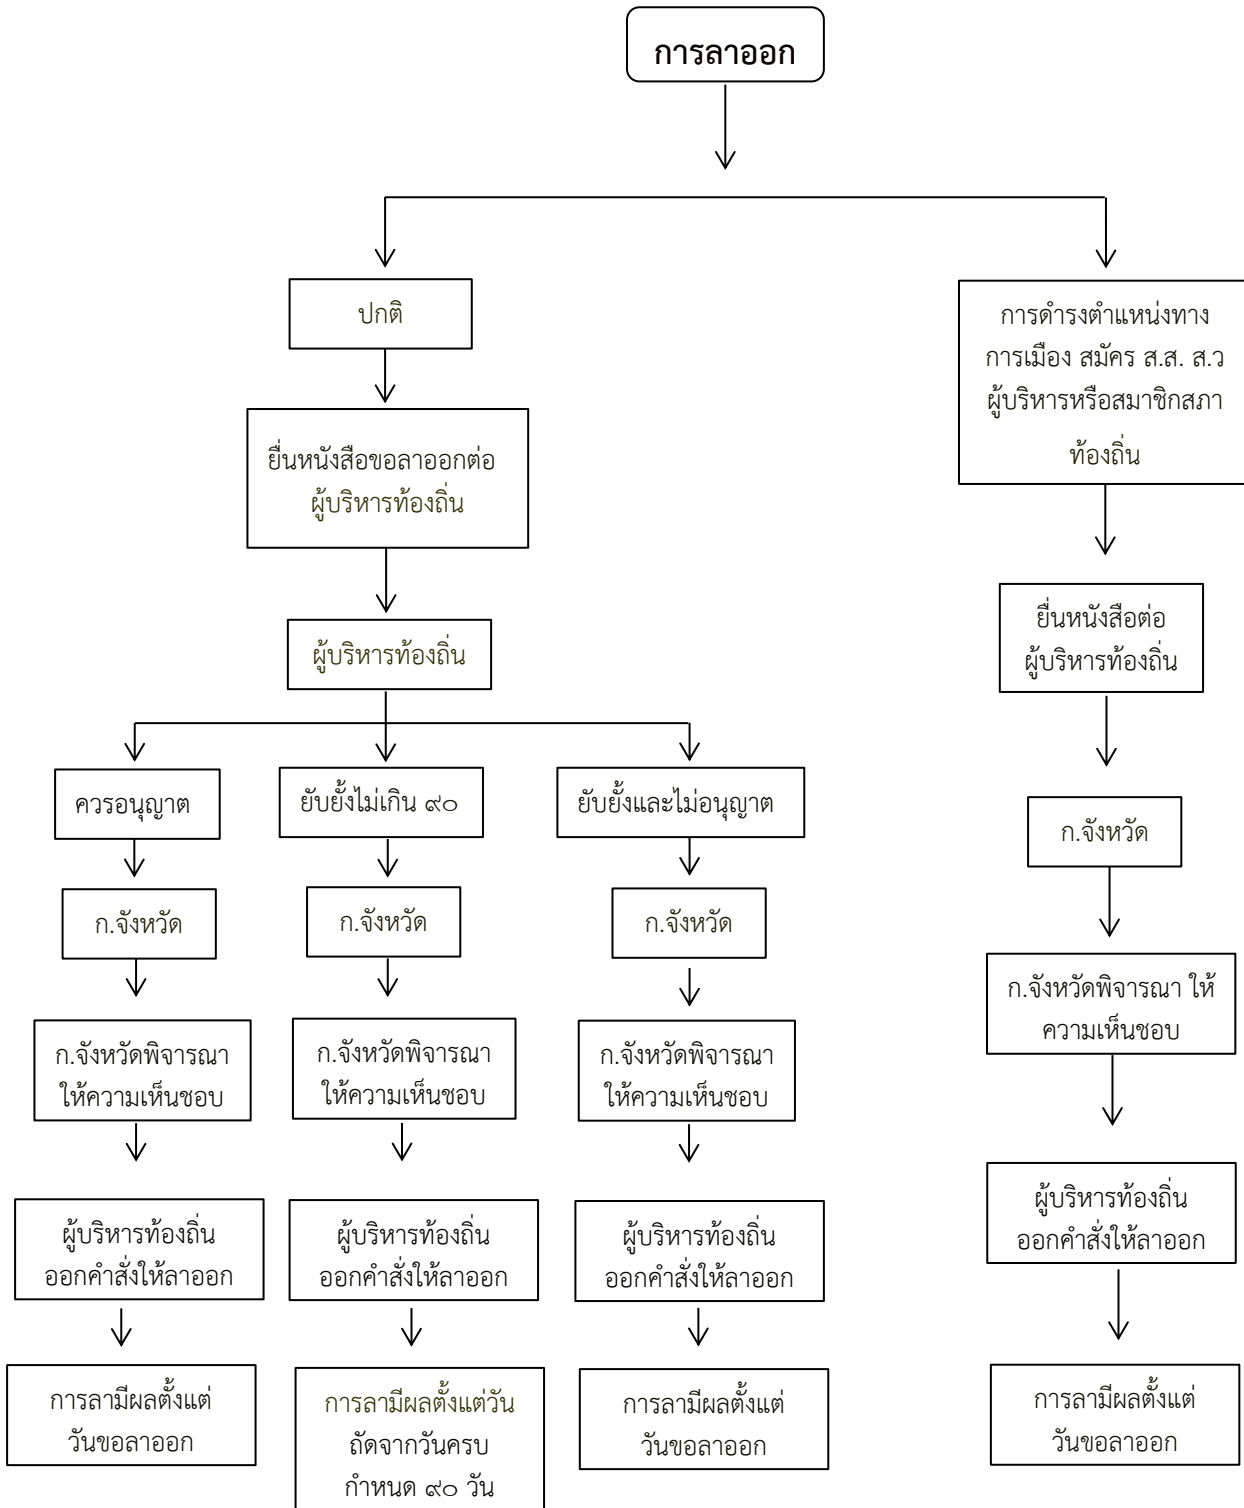 การลาออก
ปกติ
ยื่นหนังสือขอลาออกต่อ
ผู้บริหารท้องถิ่น
ผู้บริหารท้องถิ่น
ควรอนุญาต
ก.จังหวัด
ก.จังหวัดพิจารณา
ให้ความเห็นชอบ
ผู้บริหารท้องถิ่น
ออกคำสั่งให้ลาออก
การลามีผลตั้งแต่
วันขอลาออก
ยับยั้งไม่เกิน ๙๐
ก.จังหวัด
ก.จังหวัดพิจารณา
ให้ความเห็นชอบ
ผู้บริหารท้องถิ่น
ออกคำสั่งให้ลาออก
การลามีผลตั้งแต่วัน
ถัดจากวันครบ
กำหนด ๙๐ วัน
ยับยั้งและไม่อนุญาต
ก.จังหวัด
ก.จังหวัดพิจารณา
ให้ความเห็นชอบ
ผู้บริหารท้องถิ่น
ออกคำสั่งให้ลาออก
การลามีผลตั้งแต่
วันขอลาออก
การดำรงตำแหน่งทาง
การเมือง สมัคร ส.ส. ส.ว
ผู้บริหารหรือสมาชิกสภา
ท้องถิ่น
ยื่นหนังสือต่อ
ผู้บริหารท้องถิ่น
ก.จังหวัด
ก.จังหวัดพิจารณา ให้
ความเห็นชอบ
ผู้บริหารท้องถิ่น
ออกคำสั่งให้ลาออก
การลามีผลตั้งแต่
วันขอลาออก